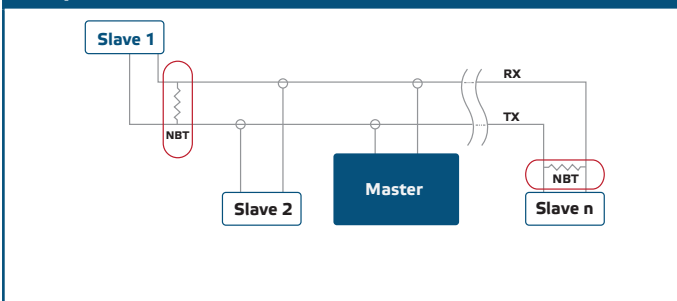 Slave 1
RX
TX
NBT
Master
NBT
Slave 2
Slave n